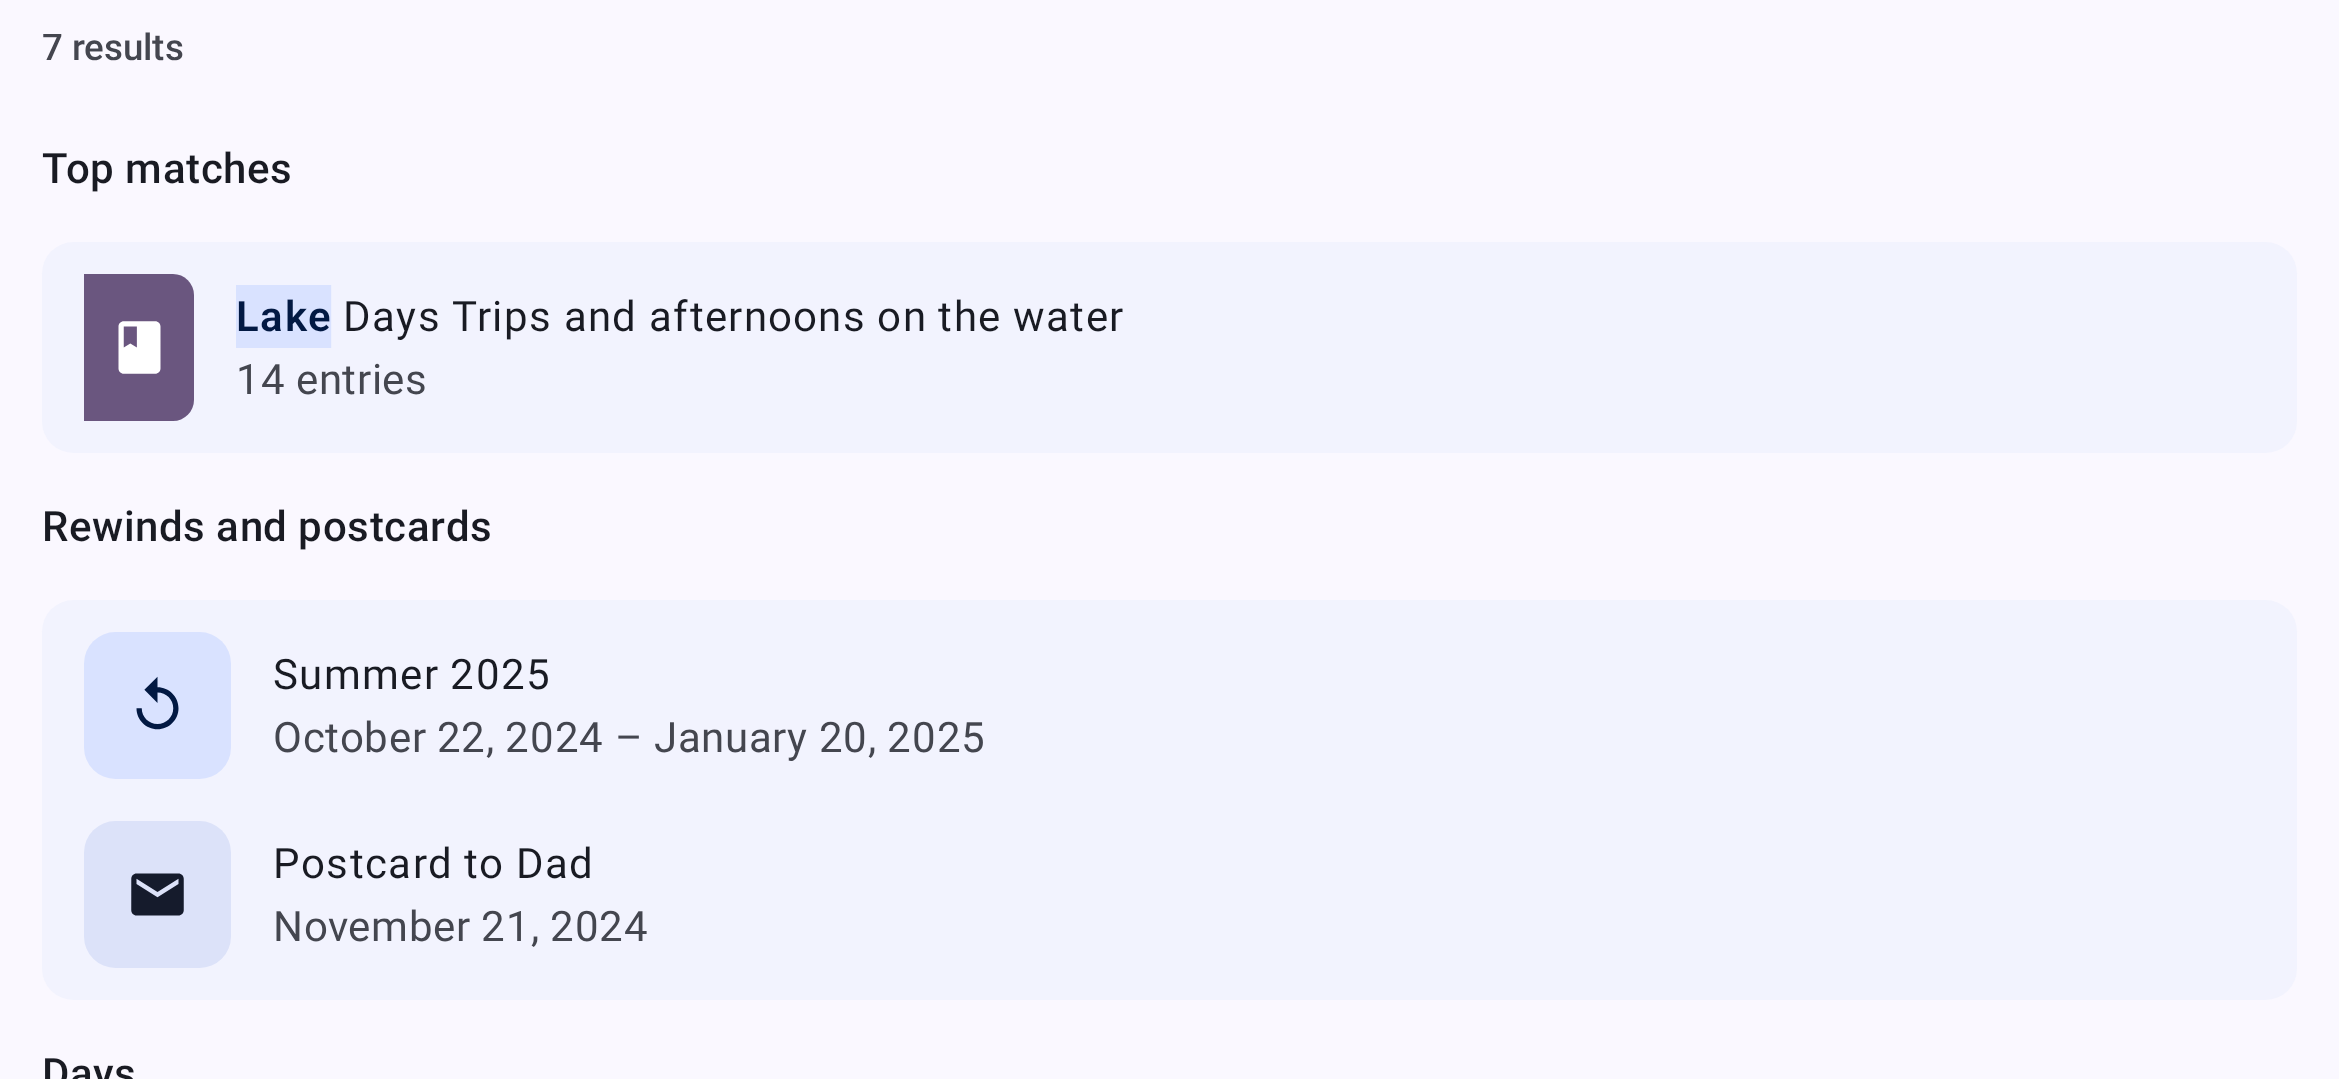 7 results
Top matches
Lake Days Trips and afternoons on the water
14 entries
Rewinds and postcards
Summer 2025
October 22, 2024 – January 20, 2025
Postcard to Dad
November 21, 2024
Days